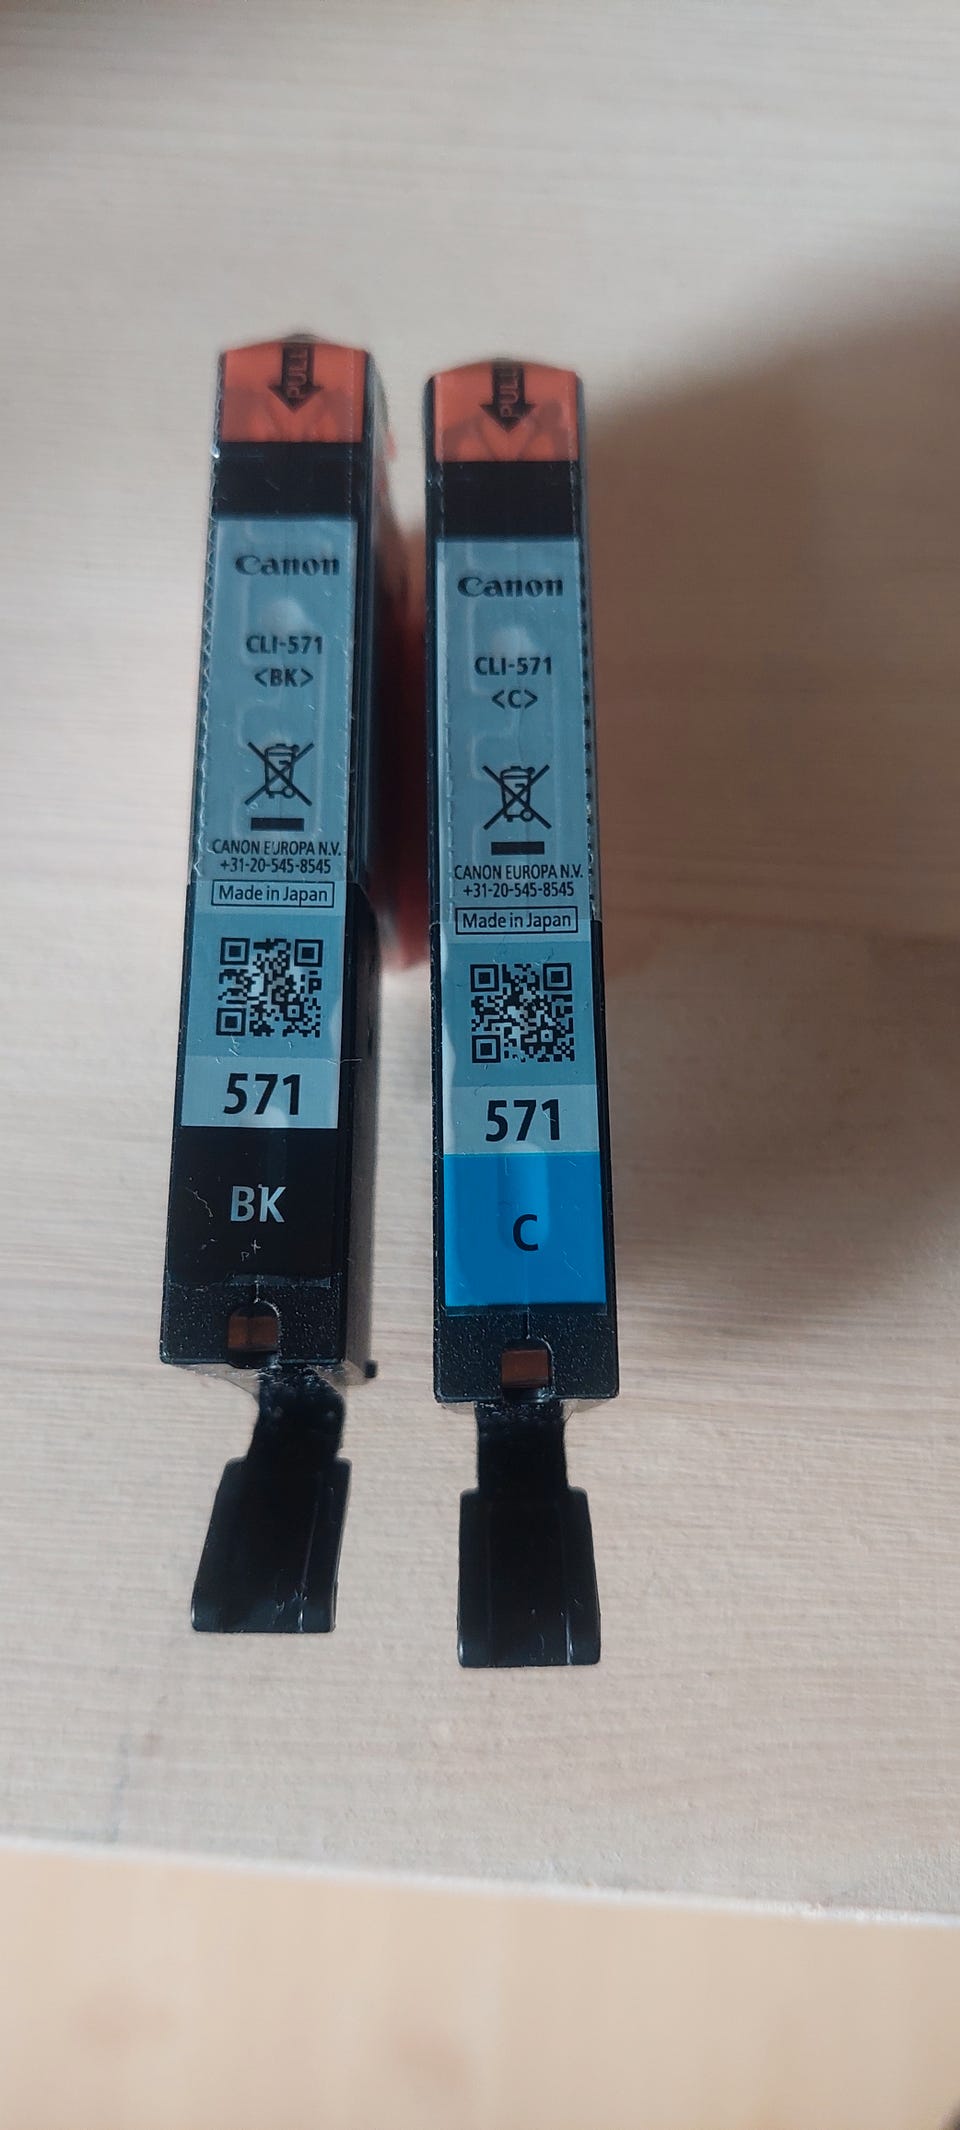 PULL
Canon
CLI-571
<BK>
CANON EUROPA N.V.
+31-20-545-8545
Made in Japan
571
BK
PULL
Canon
CLI-571
<C>
CANON EUROPA N.V.
+31-20-545-8545
Made in Japan
571
C